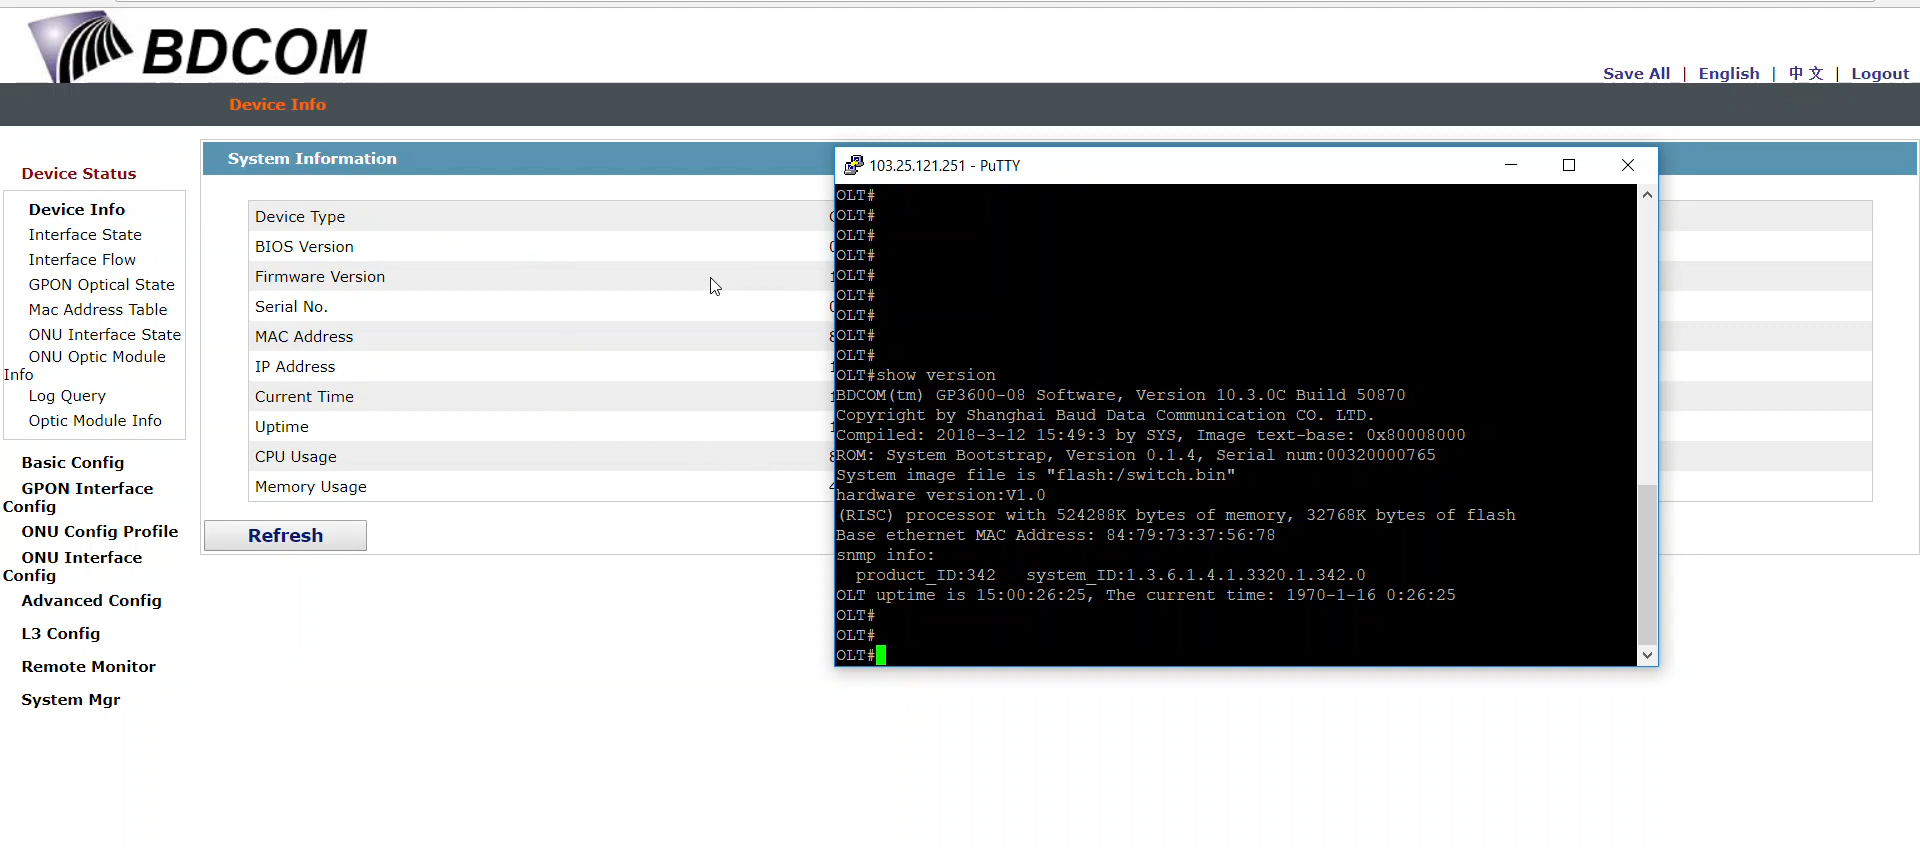 BDCOM
Save All | English | 中文 | Logout
Device Info
Device Status
Device Info
Interface State
Interface Flow
GPON Optical State
Mac Address Table
ONU Interface State
ONU Optic Module
Info
Log Query
Optic Module Info
Basic Config
GPON Interface
Config
ONU Config Profile
ONU Interface
Config
Advanced Config
L3 Config
Remote Monitor
System Mgr
System Information
Device Type
BIOS Version
Firmware Version
Serial No.
MAC Address
IP Address
Current Time
Uptime
CPU Usage
Memory Usage
Refresh
103.25.121.251 - PuTTY
OLT#
OLT#
OLT#
OLT#
OLT#
OLT#
OLT#
OLT#
OLT#
OLT#show version
BDCOM(tm) GP3600-08 Software, Version 10.3.0C Build 50870
Copyright by Shanghai Baud Data Communication CO. LTD.
Compiled: 2018-3-12 15:49:3 by SYS, Image text-base: 0x80008000
ROM: System Bootstrap, Version 0.1.4, Serial num:00320000765
System image file is "flash:/switch.bin"
hardware version:V1.0
(RISC) processor with 524288K bytes of memory, 32768K bytes of flash
Base ethernet MAC Address: 84:79:73:37:56:78
snmp info:
product_ID:342 system_ID:1.3.6.1.4.1.3320.1.342.0
OLT uptime is 15:00:26:25, The current time: 1970-1-16 0:26:25
OLT#
OLT#
OLT#